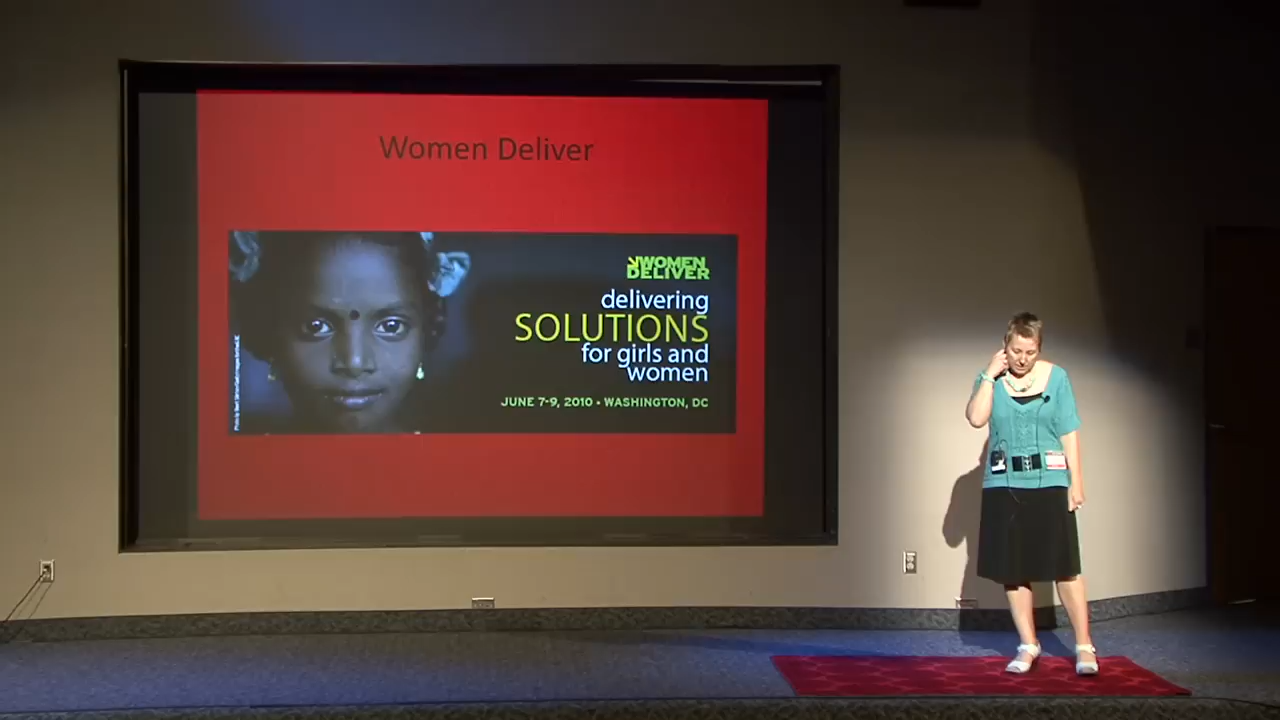 Women Deliver
WOMEN
DELIVER
delivering
SOLUTIONS
for girls and
women
JUNE 7-9, 2010 • WASHINGTON, DC